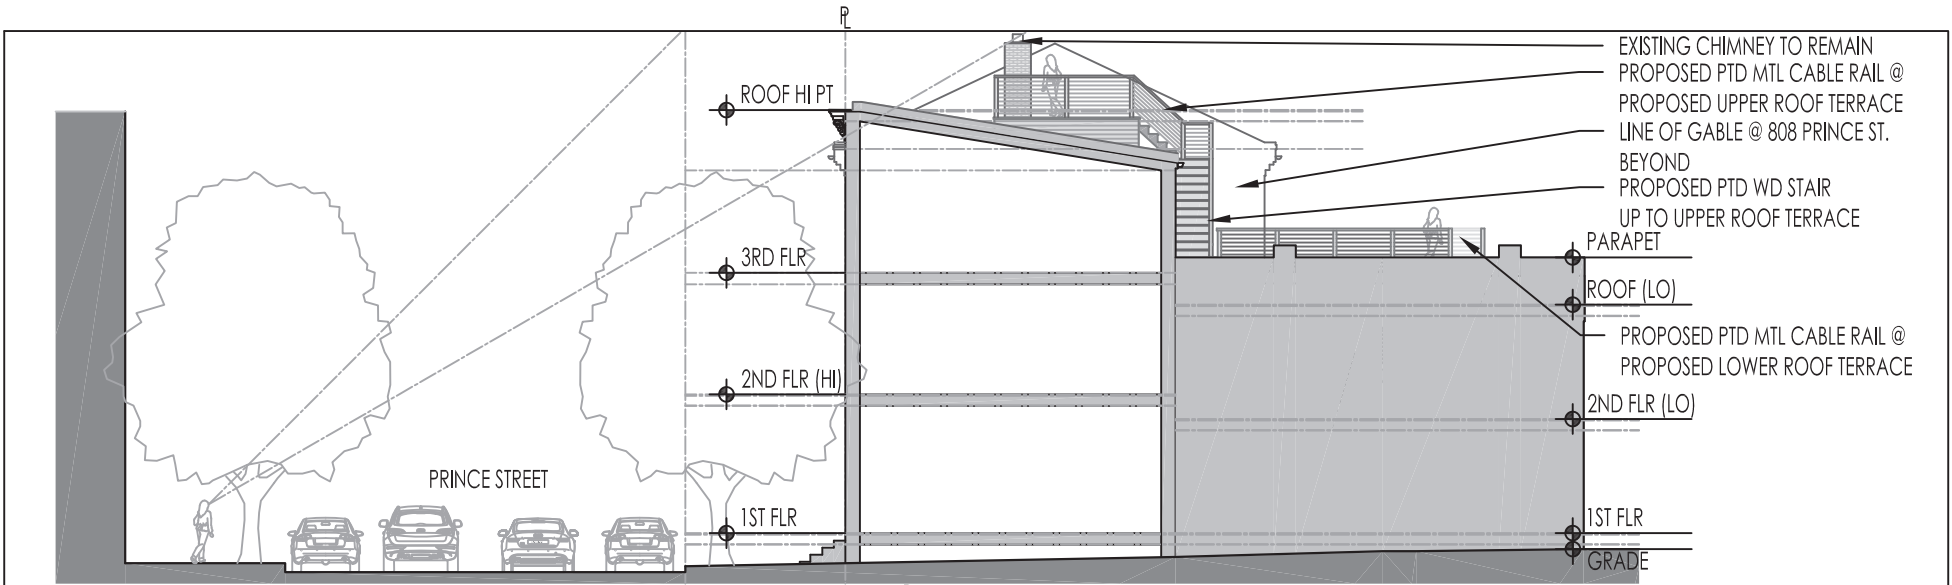 PL
EXISTING CHIMNEY TO REMAIN
PROPOSED PTD MTL CABLE RAIL @
PROPOSED UPPER ROOF TERRACE
LINE OF GABLE @ 808 PRINCE ST.
BEYOND
PROPOSED PTD WD STAIR
UP TO UPPER ROOF TERRACE
PARAPET
ROOF (LO)
PROPOSED PTD MTL CABLE RAIL @
PROPOSED LOWER ROOF TERRACE
2ND FLR (LO)
1ST FLR
GRADE
ROOF HI PT
3RD FLR
2ND FLR (HI)
1ST FLR
PRINCE STREET